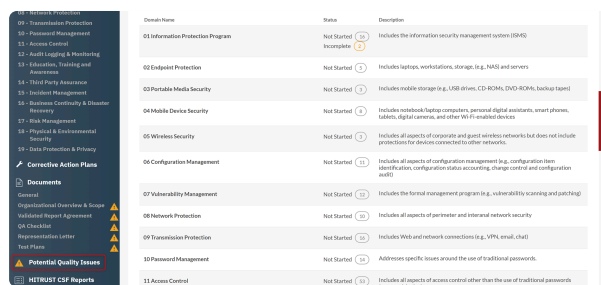 08 - Network Protection
09 - Transmission Protection
10 - Password Management
11 - Access Control
12 - Audit Logging & Monitoring
13 - Education, Training and
Awareness
14 - Third Party Assurance
15 - Incident Management
16 - Business Continuity & Disaster
Recovery
17 - Risk Management
18 - Physical & Environmental
Security
19 - Data Protection & Privacy
Corrective Action Plans
Documents
General
Organizational Overview & Scope
Validated Report Agreement
QA Checklist
Representation Letter
Test Plans
Potential Quality Issues
HITRUST CSF Reports
Domain Name Status Description
01 Information Protection Program Not Started 16 Includes the information security management system (ISMS)
Incomplete 2
02 Endpoint Protection Not Started 5 Includes laptops, workstations, storage, (e.g., NAS) and servers
03 Portable Media Security Not Started 3 Includes mobile storage (e.g., USB drives, CD-ROMs, DVD-ROMs, backup tapes)
04 Mobile Device Security Not Started 8 Includes notebook/laptop computers, personal digital assistants, smart phones,
tablets, digital cameras, and other Wi-Fi-enabled devices
05 Wireless Security Not Started 3 Includes all aspects of corporate and guest wireless networks but does not include
protections for devices connected to other networks.
06 Configuration Management Not Started 11 Includes all aspects of configuration management (e.g., configuration item
identification, configuration status accounting, change control and configuration
audit)
07 Vulnerability Management Not Started 12 Includes the formal management program (e.g., vulnerabilitiy scanning and patching)
08 Network Protection Not Started 10 Includes all aspects of perimeter and interanal network security
09 Transmission Protection Not Started 16 Includes Web and network connections (e.g., VPN, email, chat)
10 Password Management Not Started 14 Addresses specific issues around the use of traditional passwords.
11 Access Control Not Started 53 Includes all aspects of access control other than the use of traditional passwords